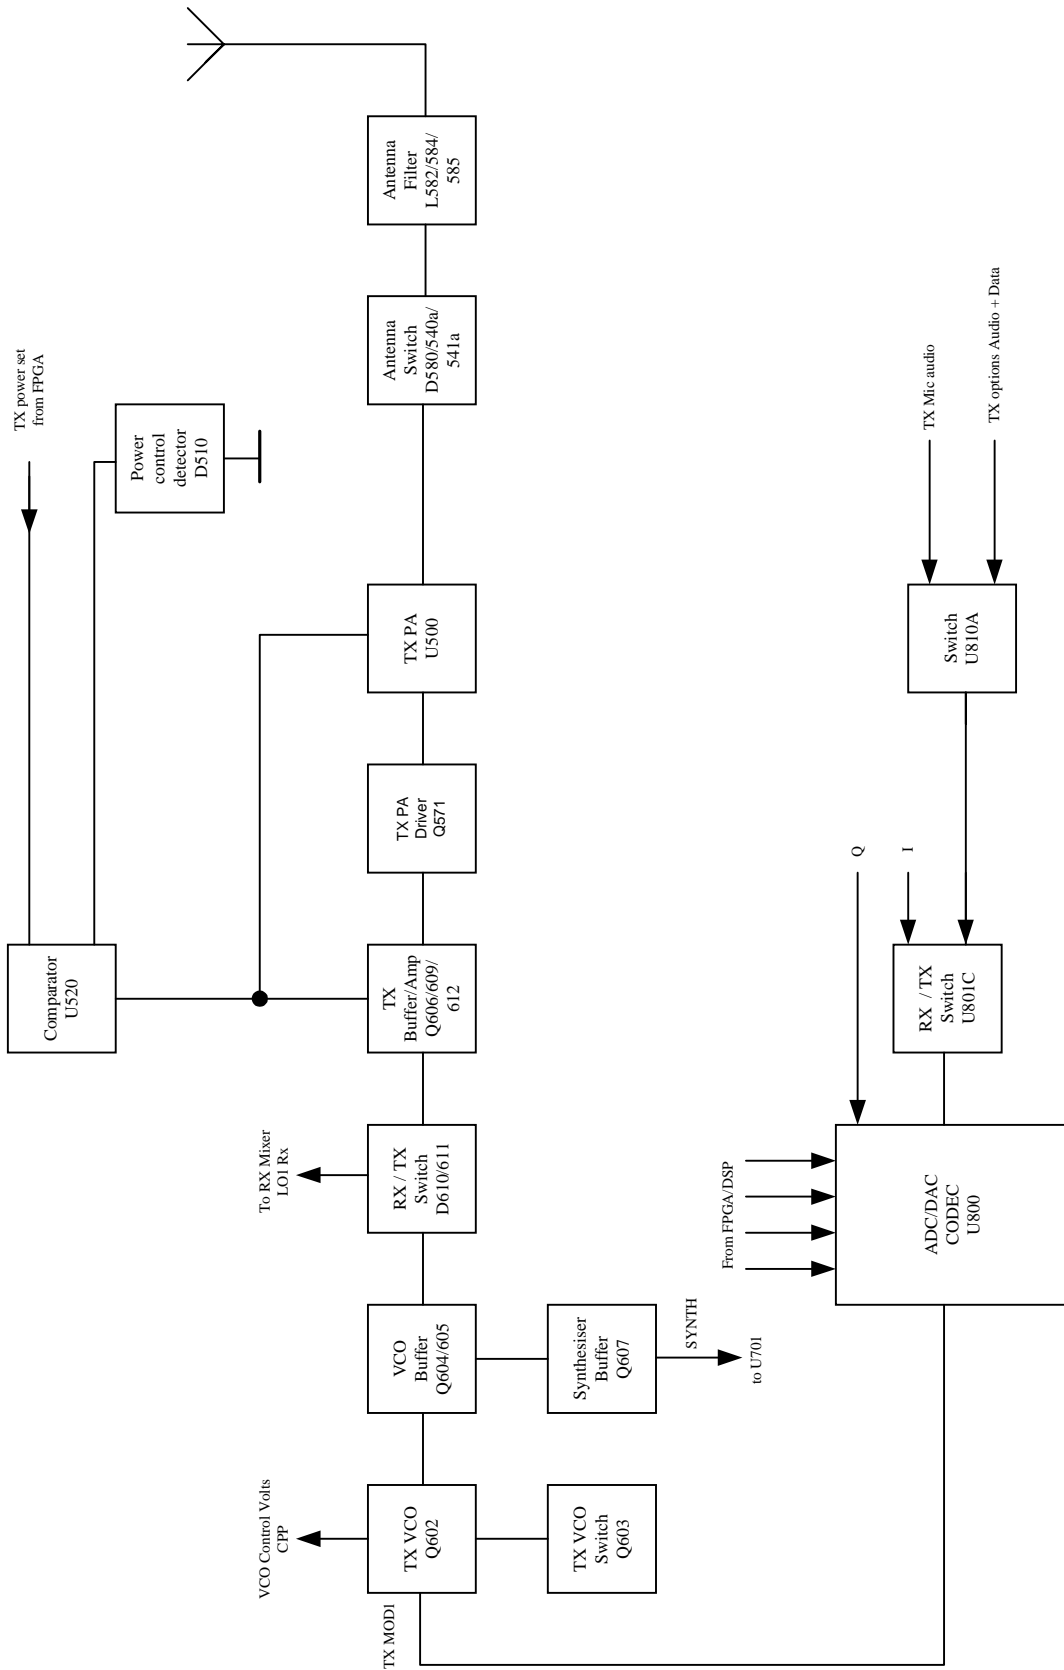 TX power set
from FPGA
Comparator
U520
Power
control
detector
D510
VCO Control Volts
CPP
To RX Mixer
LO1 Rx
TX MOD1
TX VCO
Q602
VCO
Buffer
Q604/605
RX / TX
Switch
D610/611
TX
Buffer/Amp
Q606/609/
612
TX PA
Driver
Q571
TX PA
U500
Antenna
Switch
D580/540a/
541a
Antenna
Filter
L582/584/
585
TX VCO
Switch
Q603
Synthesiser
Buffer
Q607
SYNTH
to U701
From FPGA/DSP
Q
I
ADC/DAC
CODEC
U800
RX / TX
Switch
U801C
Switch
U810A
TX Mic audio
TX options Audio + Data